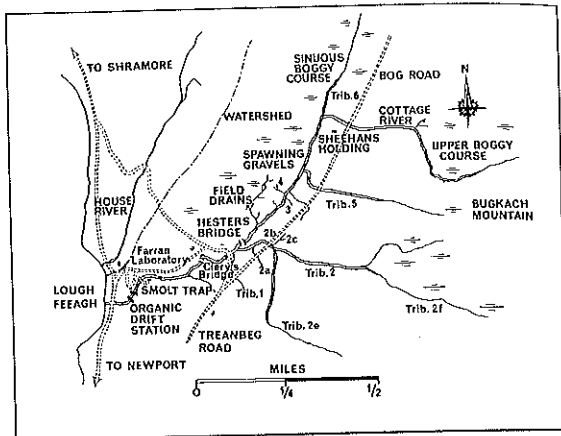 TO SHRAMORE
SINUOUS
BOGGY
COURSE
Trib.6
BOG ROAD
N
WATERSHED
COTTAGE
RIVER
SHEEHANS
HOLDING
UPPER BOGGY
COURSE
SPAWNING
GRAVELS
FIELD
DRAINS
4
3
Trib.5
BUGKACH
MOUNTAIN
HOUSE
RIVER
HESTERS
BRIDGE
2b
2c
Farran
Laboratory
Clery's
Bridge
2a
Trib.2
LOUGH
FEEAGH
SMOLT TRAP
Trib.1
ORGANIC
DRIFT
STATION
Trib.2e
Trib.2f
TREANBEG
ROAD
TO NEWPORT
MILES
0
1/4
1/2